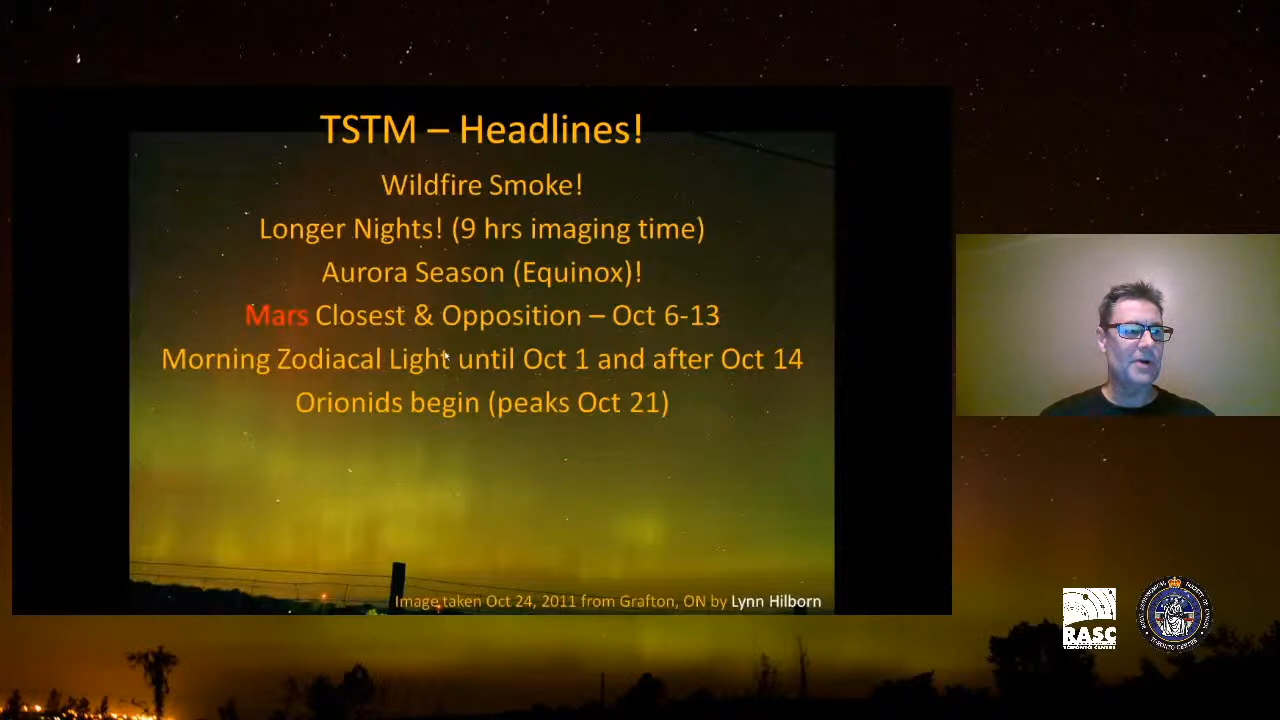 TSTM – Headlines!
Wildfire Smoke!
Longer Nights! (9 hrs imaging time)
Aurora Season (Equinox)!
Mars Closest & Opposition – Oct 6-13
Morning Zodiacal Light until Oct 1 and after Oct 14
Orionids begin (peaks Oct 21)
Image taken Oct 24, 2011 from Grafton, ON by Lynn Hilborn
RASC
TORONTO CENTRE